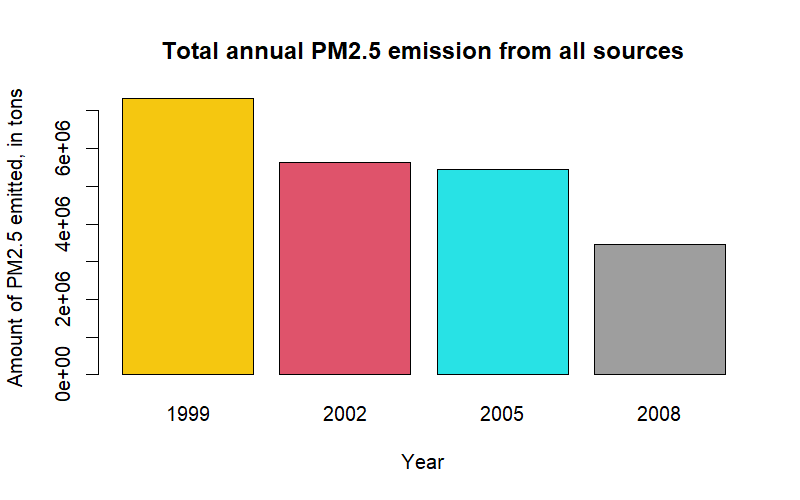 Total annual PM2.5 emission from all sources
Amount of PM2.5 emitted, in tons
6e+06
4e+06
2e+06
0e+00
1999 2002 2005 2008
Year